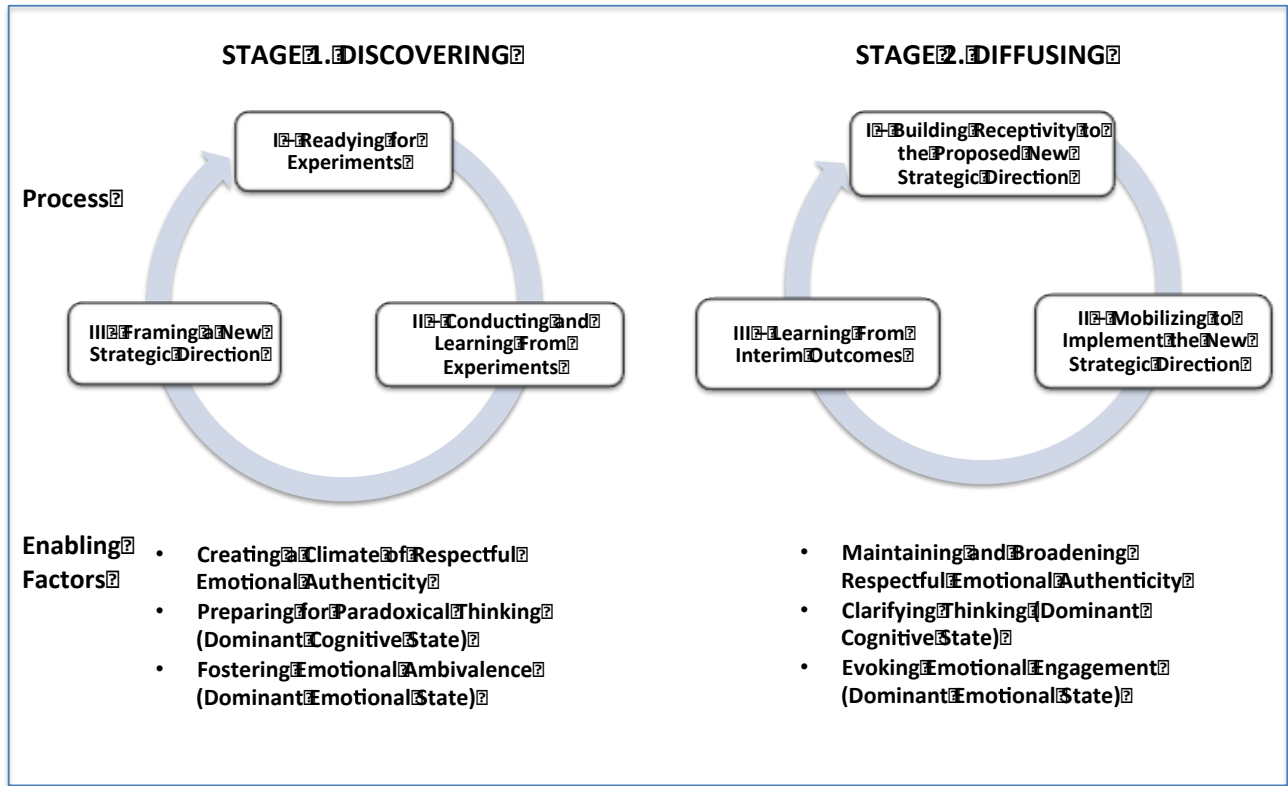 STAGE 1. DISCOVERING
I – Readying for
Experiments
II – Conducting and
Learning From
Experiments
III – Framing a New
Strategic Direction
STAGE 2. DIFFUSING
I – Building Receptivity to
the Proposed New
Strategic Direction
II – Mobilizing to
Implement the New
Strategic Direction
III – Learning From
Interim Outcomes
Process
Enabling
Factors
• Creating a Climate of Respectful
Emotional Authenticity
• Preparing for Paradoxical Thinking
(Dominant Cognitive State)
• Fostering Emotional Ambivalence
(Dominant Emotional State)
• Maintaining and Broadening
Respectful Emotional Authenticity
• Clarifying Thinking (Dominant
Cognitive State)
• Evoking Emotional Engagement
(Dominant Emotional State)